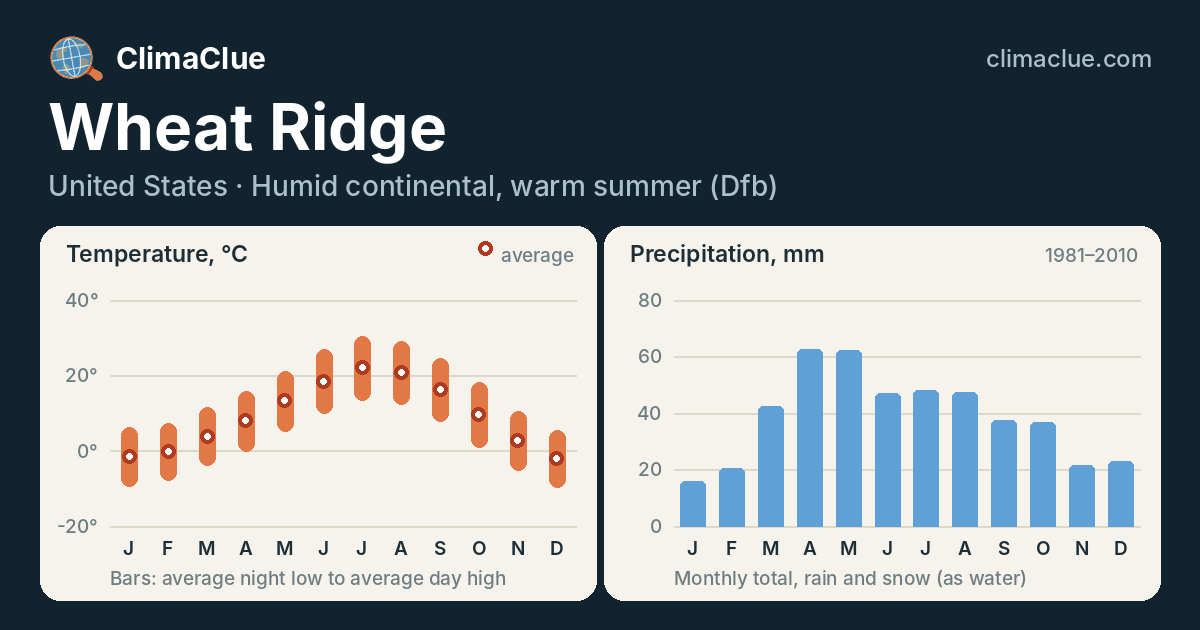 ClimaClue
climaclue.com
Wheat Ridge
United States · Humid continental, warm summer (Dfb)
Temperature, °C
average
40°
20°
0°
-20°
J F M A M J J A S O N D
Bars: average night low to average day high
Precipitation, mm
1981–2010
80
60
40
20
0
J F M A M J J A S O N D
Monthly total, rain and snow (as water)